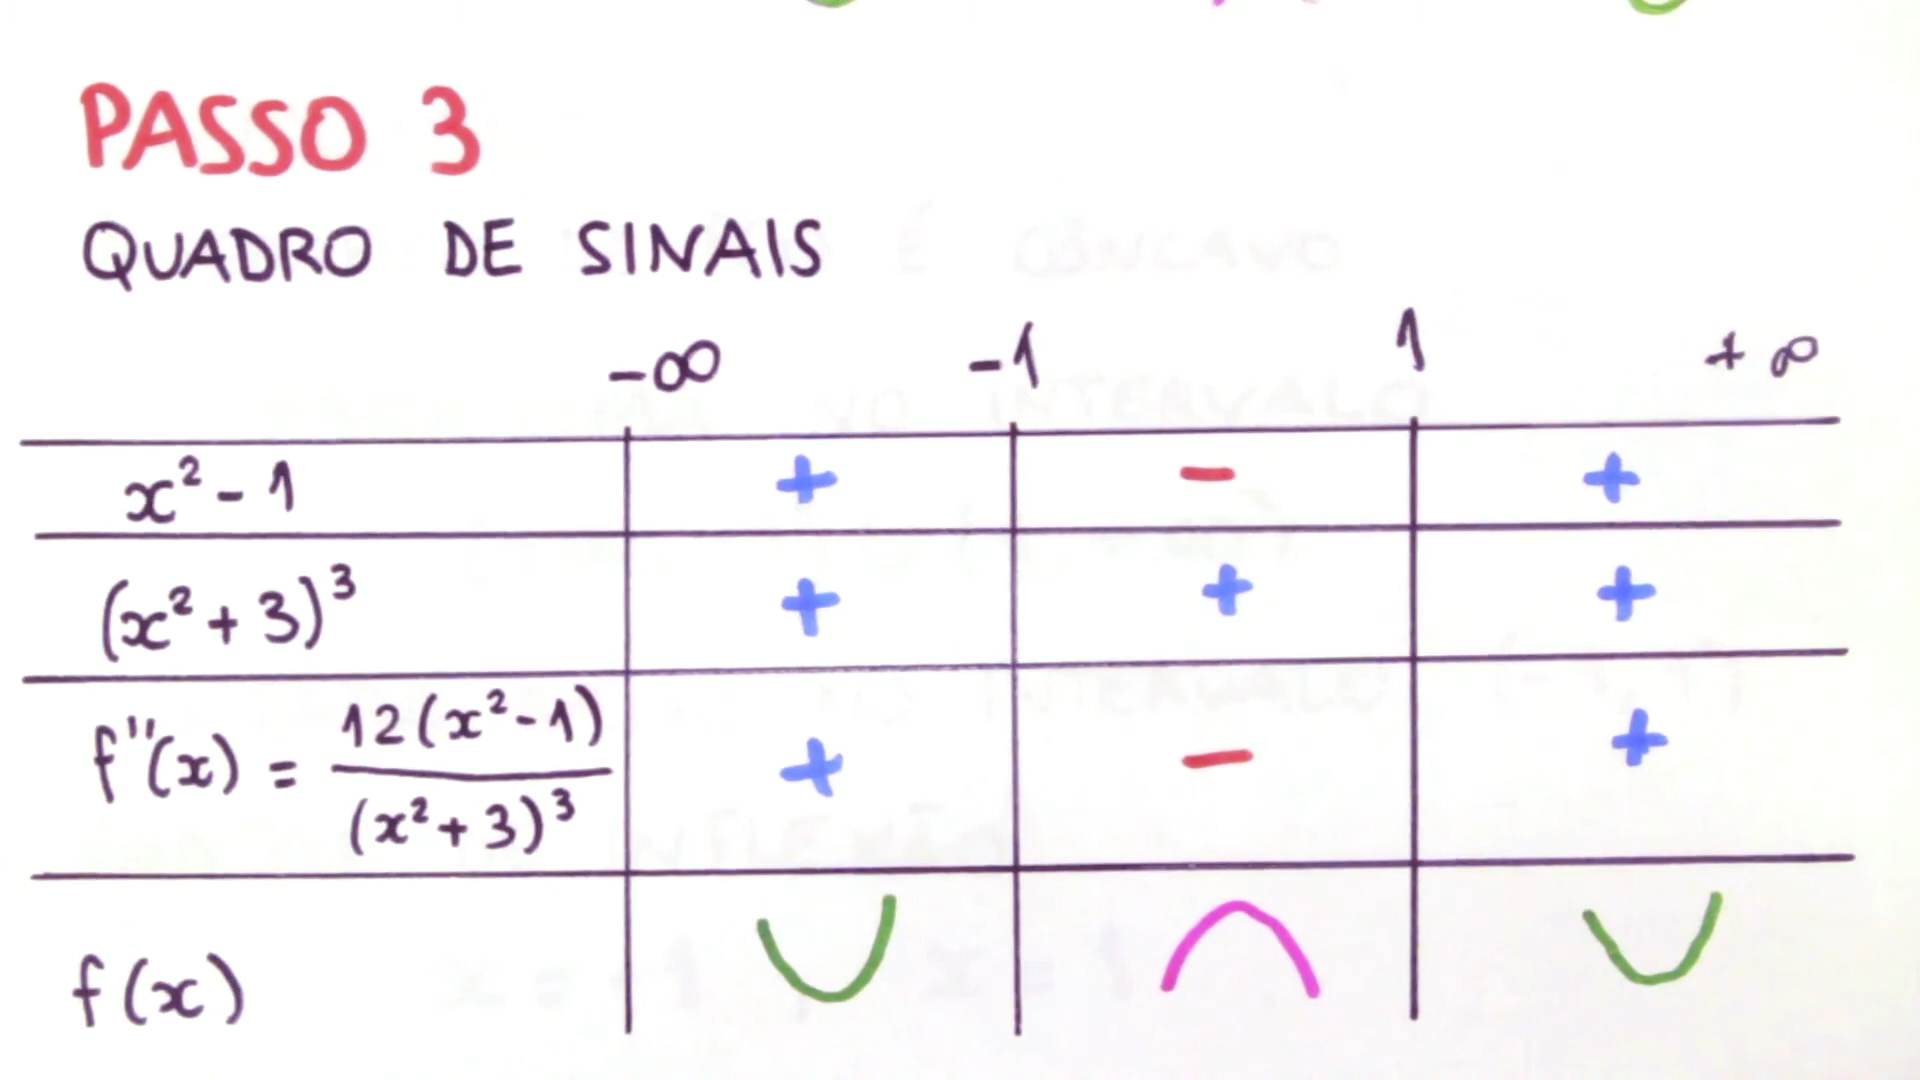 PASSO 3
QUADRO DE SINAIS
-∞ -1 1 +∞
x² - 1 + - +
(x² + 3)³ + + +
f''(x) = 12(x² - 1) / (x² + 3)³ + - +
f(x)